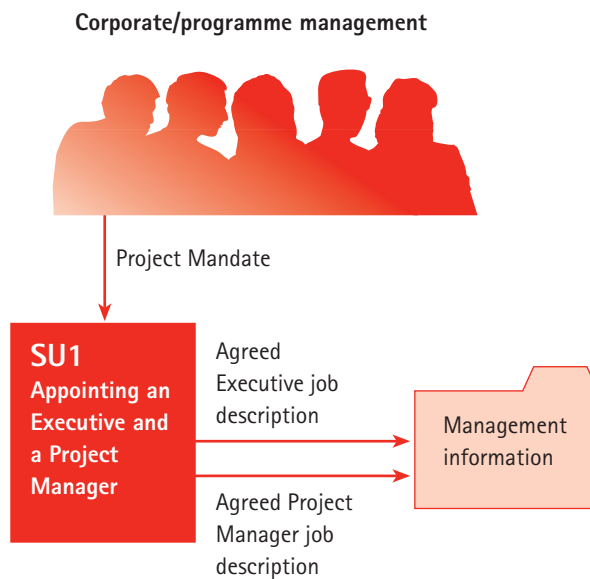 Corporate/programme management
Project Mandate
SU1
Appointing an
Executive and
a Project
Manager
Agreed
Executive job
description
Agreed Project
Manager job
description
Management
information